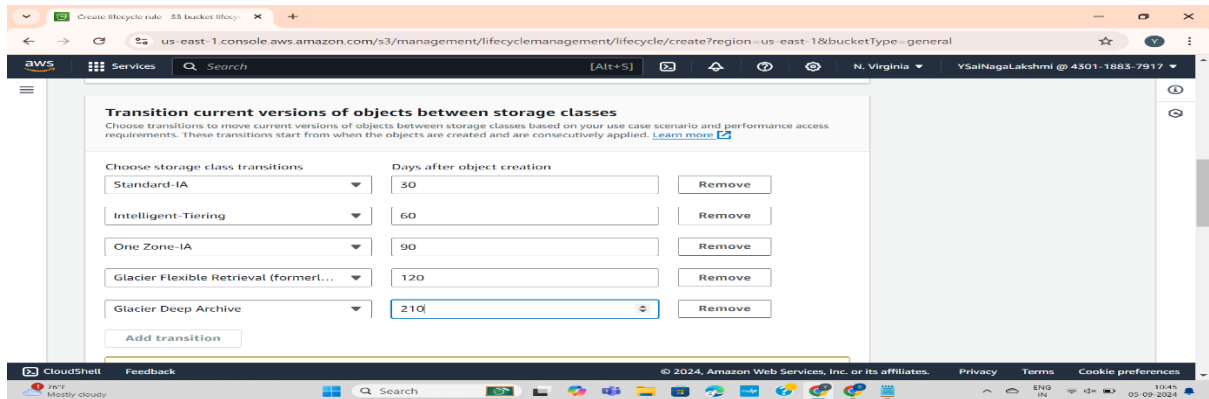 Create lifecycle rule - S3 bucket lifecyc
us-east-1.console.aws.amazon.com/s3/management/lifecyclemanagement/lifecycle/create?region=us-east-1&bucketType=general
Y
aws Services Search [Alt+S] N. Virginia YSaiNagaLakshmi @ 4301-1883-7917
Transition current versions of objects between storage classes
Choose transitions to move current versions of objects between storage classes based on your use case scenario and performance access
requirements. These transitions start from when the objects are created and are consecutively applied. Learn more
Choose storage class transitions Days after object creation
Standard-IA 30 Remove
Intelligent-Tiering 60 Remove
One Zone-IA 90 Remove
Glacier Flexible Retrieval (formerl... 120 Remove
Glacier Deep Archive 210 Remove
Add transition
CloudShell Feedback © 2024, Amazon Web Services, Inc. or its affiliates. Privacy Terms Cookie preferences
1 76°F Search ENG 10:45
Mostly cloudy IN 05-09-2024